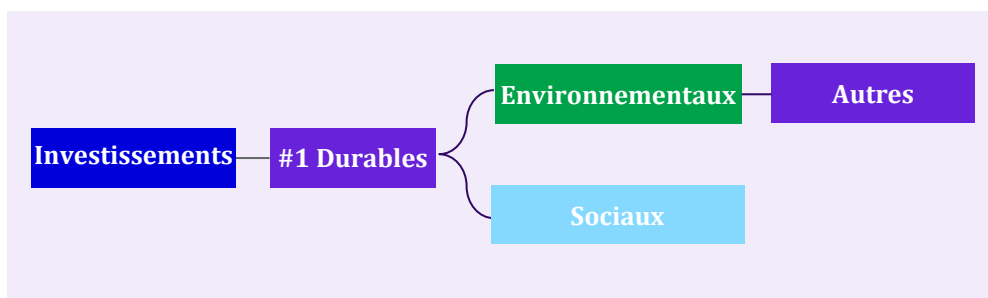 Environnementaux
Autres
Investissements
#1 Durables
Sociaux